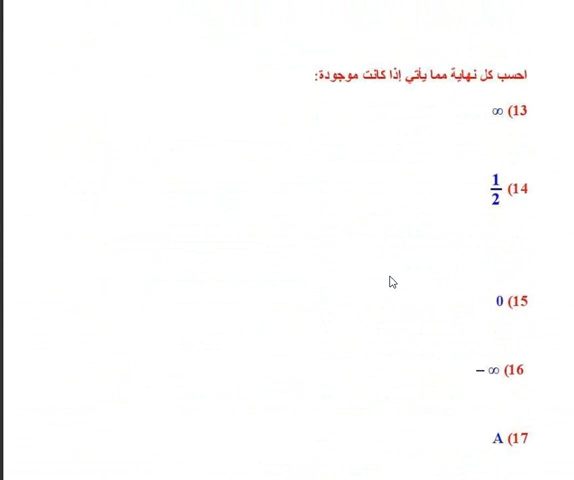 احسب كل نهاية مما يأتي إذا كانت موجودة:
13) ∞
14) 1/2
15) 0
16) − ∞
17) A